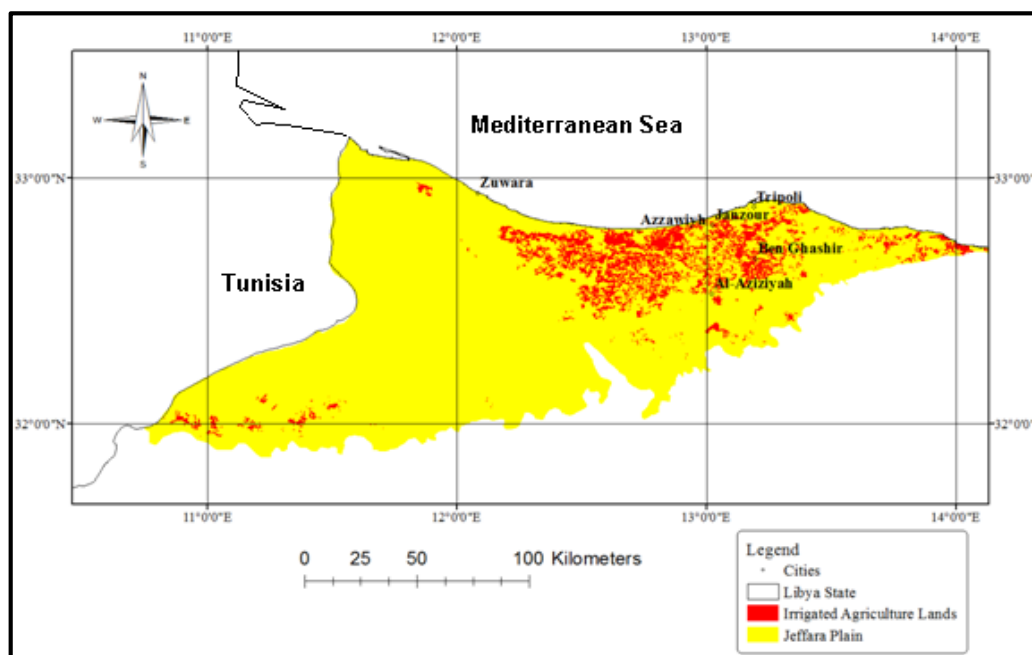 11°0'0"E 12°0'0"E 13°0'0"E 14°0'0"E
N
W E
S
Mediterranean Sea
33°0'0"N 33°0'0"N
Zuwara
Tripoli
Azzawiyh Janzour
Ben Ghashir
Tunisia
Al-Aziziyah
32°0'0"N 32°0'0"N
11°0'0"E 12°0'0"E 13°0'0"E 14°0'0"E
0 25 50 100 Kilometers
Legend
Cities
Libya State
Irrigated Agriculture Lands
Jeffara Plain